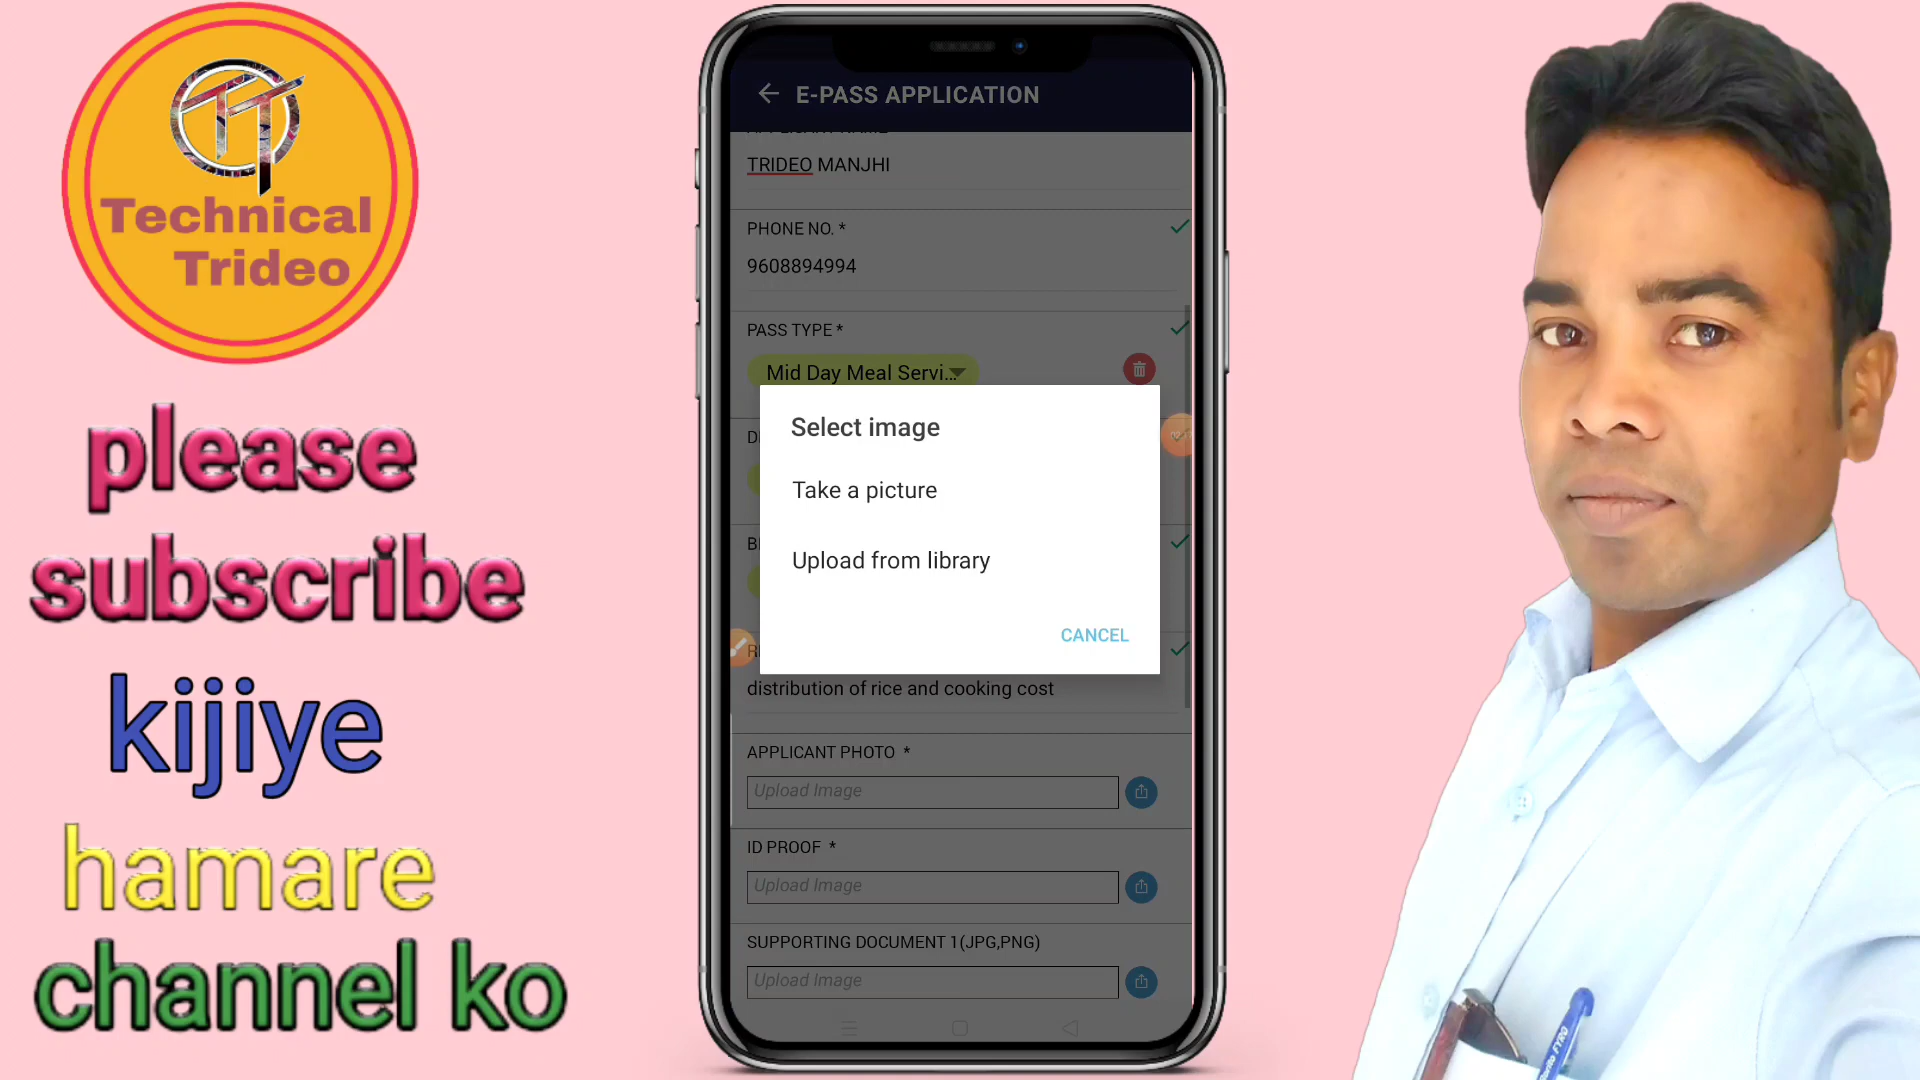 TT
Technical
Trideo
please
subscribe
kijiye
hamare
channel ko
E-PASS APPLICATION
TRIDEO MANJHI
PHONE NO. *
9608894994
PASS TYPE *
Mid Day Meal Servi...
Select image
Take a picture
Upload from library
CANCEL
distribution of rice and cooking cost
APPLICANT PHOTO *
Upload Image
ID PROOF *
Upload Image
SUPPORTING DOCUMENT 1(JPG,PNG)
Upload Image